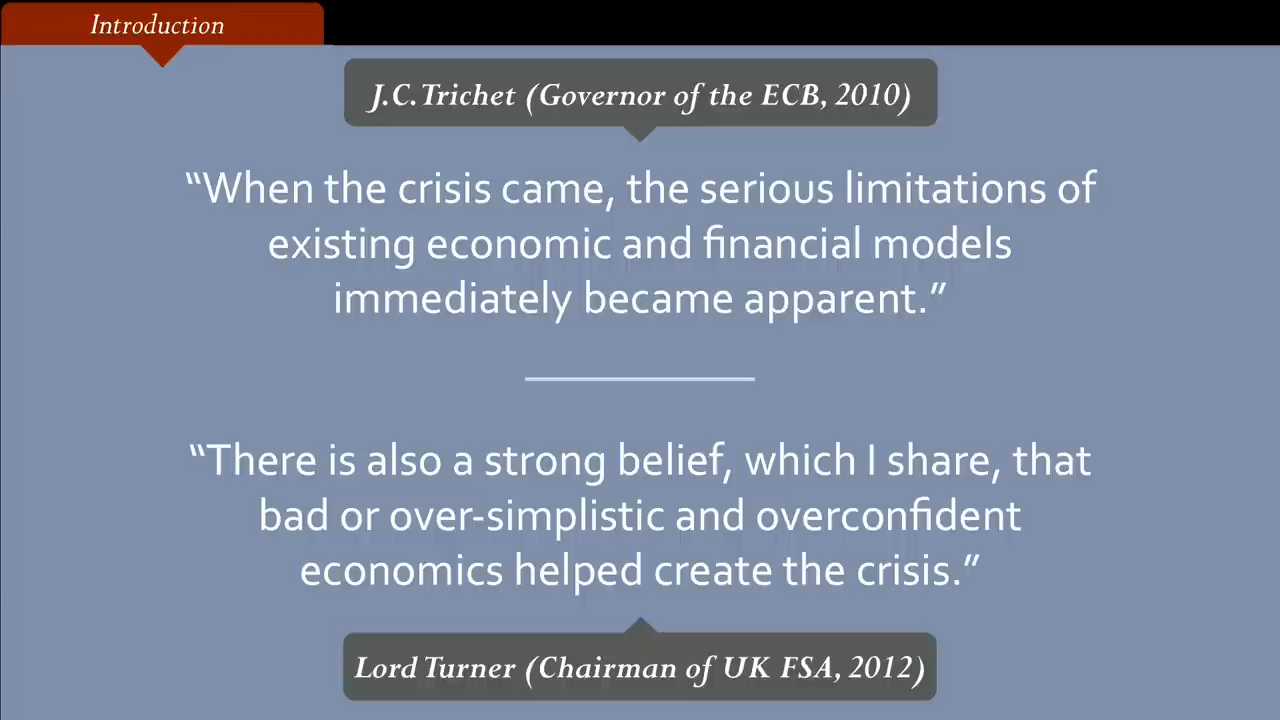 Introduction
J.C. Trichet (Governor of the ECB, 2010)
“When the crisis came, the serious limitations of
existing economic and financial models
immediately became apparent.”
“There is also a strong belief, which I share, that
bad or over-simplistic and overconfident
economics helped create the crisis.”
Lord Turner (Chairman of UK FSA, 2012)